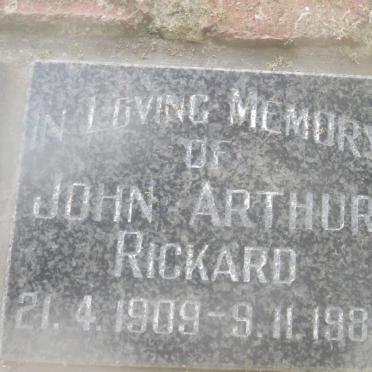 IN LOVING MEMORY
OF
JOHN ARTHUR
RICKARD
21.4.1909-9.11.198